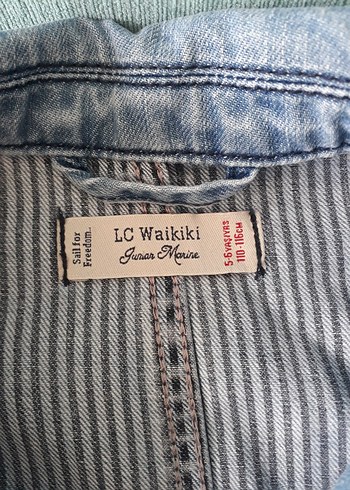 Sail for
Freedom.
LC Waikiki
Junior Marine
5-6 YAŞ/YRS
110-116CM